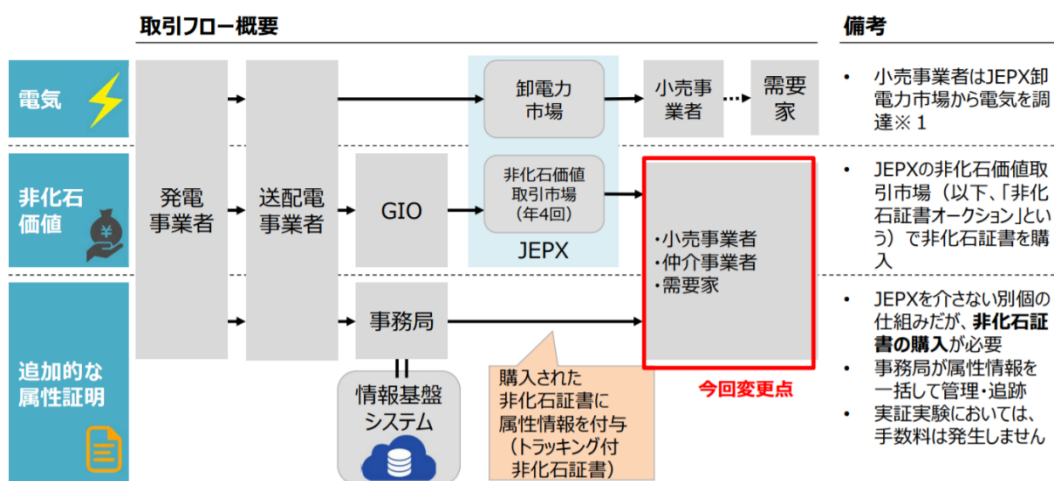 取引フロー概要
備考
電気
発電
事業者
送配電
事業者
卸電力
市場
小売事
業者
需要
家
• 小売事業者はJEPX卸
電力市場から電気を調
達※１
非化石
価値
¥
GIO
非化石価値
取引市場
(年4回)
JEPX
・小売事業者
・仲介事業者
・需要家
• JEPXの非化石価値取
引市場（以下、「非化
石証書オークション」とい
う）で非化石証書を購
入
追加的な
属性証明
事務局
情報基盤
システム
購入された
非化石証書に
属性情報を付与
（トラッキング付
非化石証書）
今回変更点
• JEPXを介さない別個の
仕組みだが、非化石証
書の購入が必要
• 事務局が属性情報を
一括して管理・追跡
• 実証実験においては、
手数料は発生しません